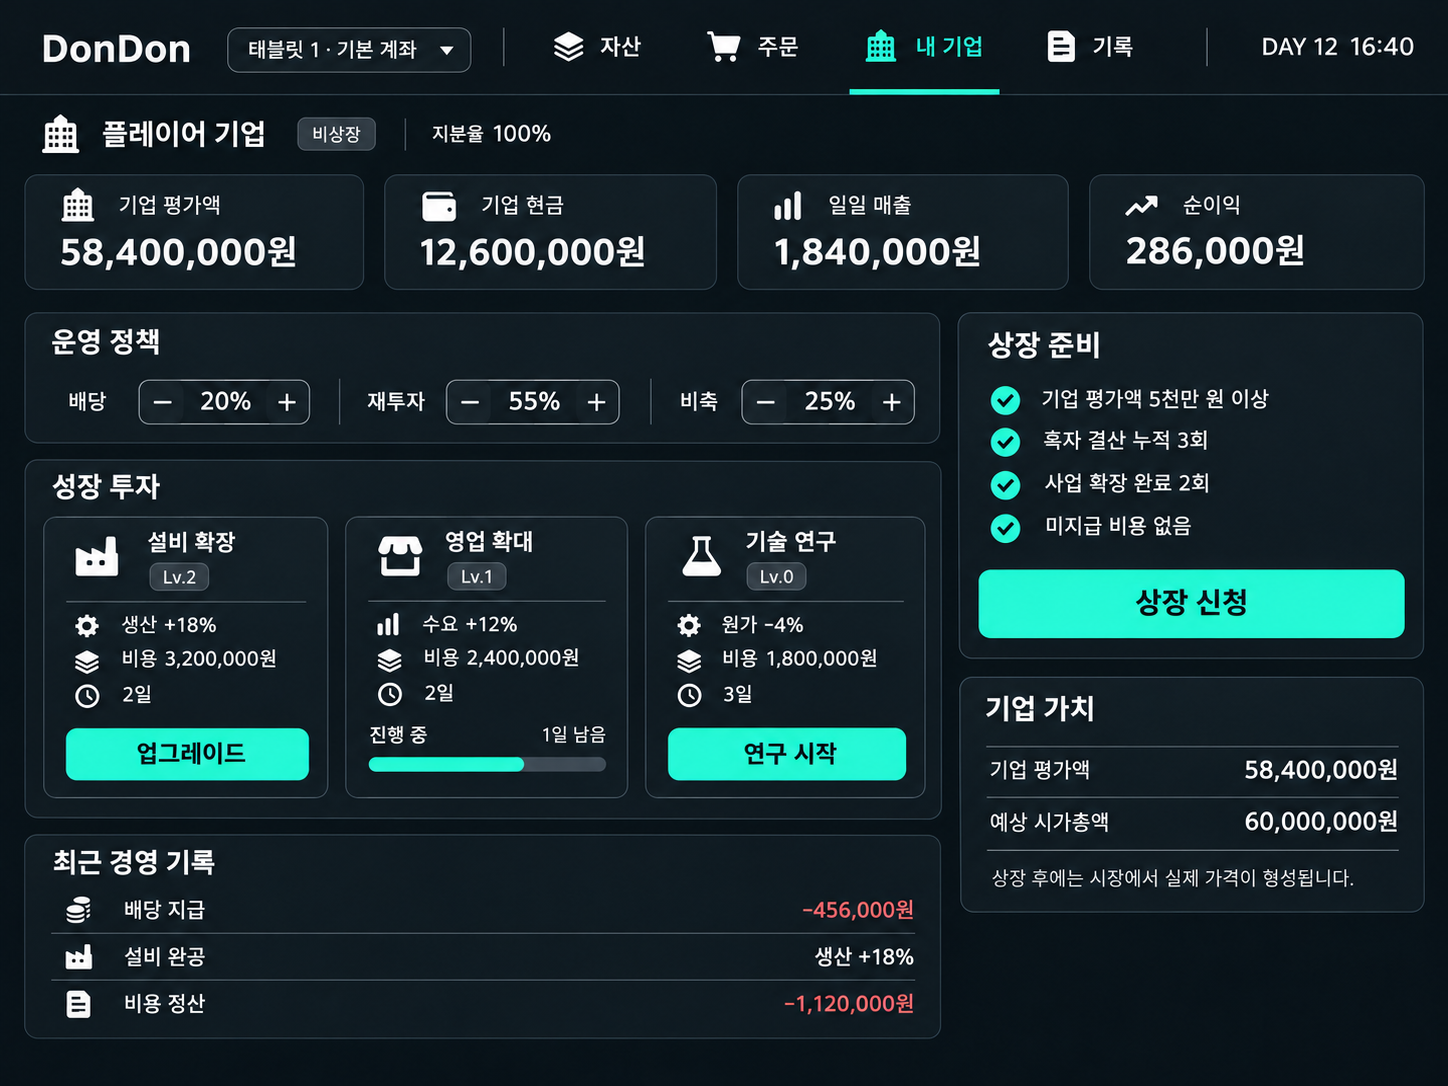 DonDon
태블릿 1 · 기본 계좌
자산
주문
내 기업
기록
DAY 12 16:40
플레이어 기업
비상장
지분율 100%
기업 평가액
58,400,000원
기업 현금
12,600,000원
일일 매출
1,840,000원
순이익
286,000원
운영 정책
배당
− 20% +
재투자
− 55% +
비축
− 25% +
성장 투자
설비 확장
Lv.2
생산 +18%
비용 3,200,000원
2일
업그레이드
영업 확대
Lv.1
수요 +12%
비용 2,400,000원
2일
진행 중
1일 남음
기술 연구
Lv.0
원가 −4%
비용 1,800,000원
3일
연구 시작
최근 경영 기록
배당 지급 −456,000원
설비 완공 생산 +18%
비용 정산 −1,120,000원
상장 준비
기업 평가액 5천만 원 이상
흑자 결산 누적 3회
사업 확장 완료 2회
미지급 비용 없음
상장 신청
기업 가치
기업 평가액 58,400,000원
예상 시가총액 60,000,000원
상장 후에는 시장에서 실제 가격이 형성됩니다.